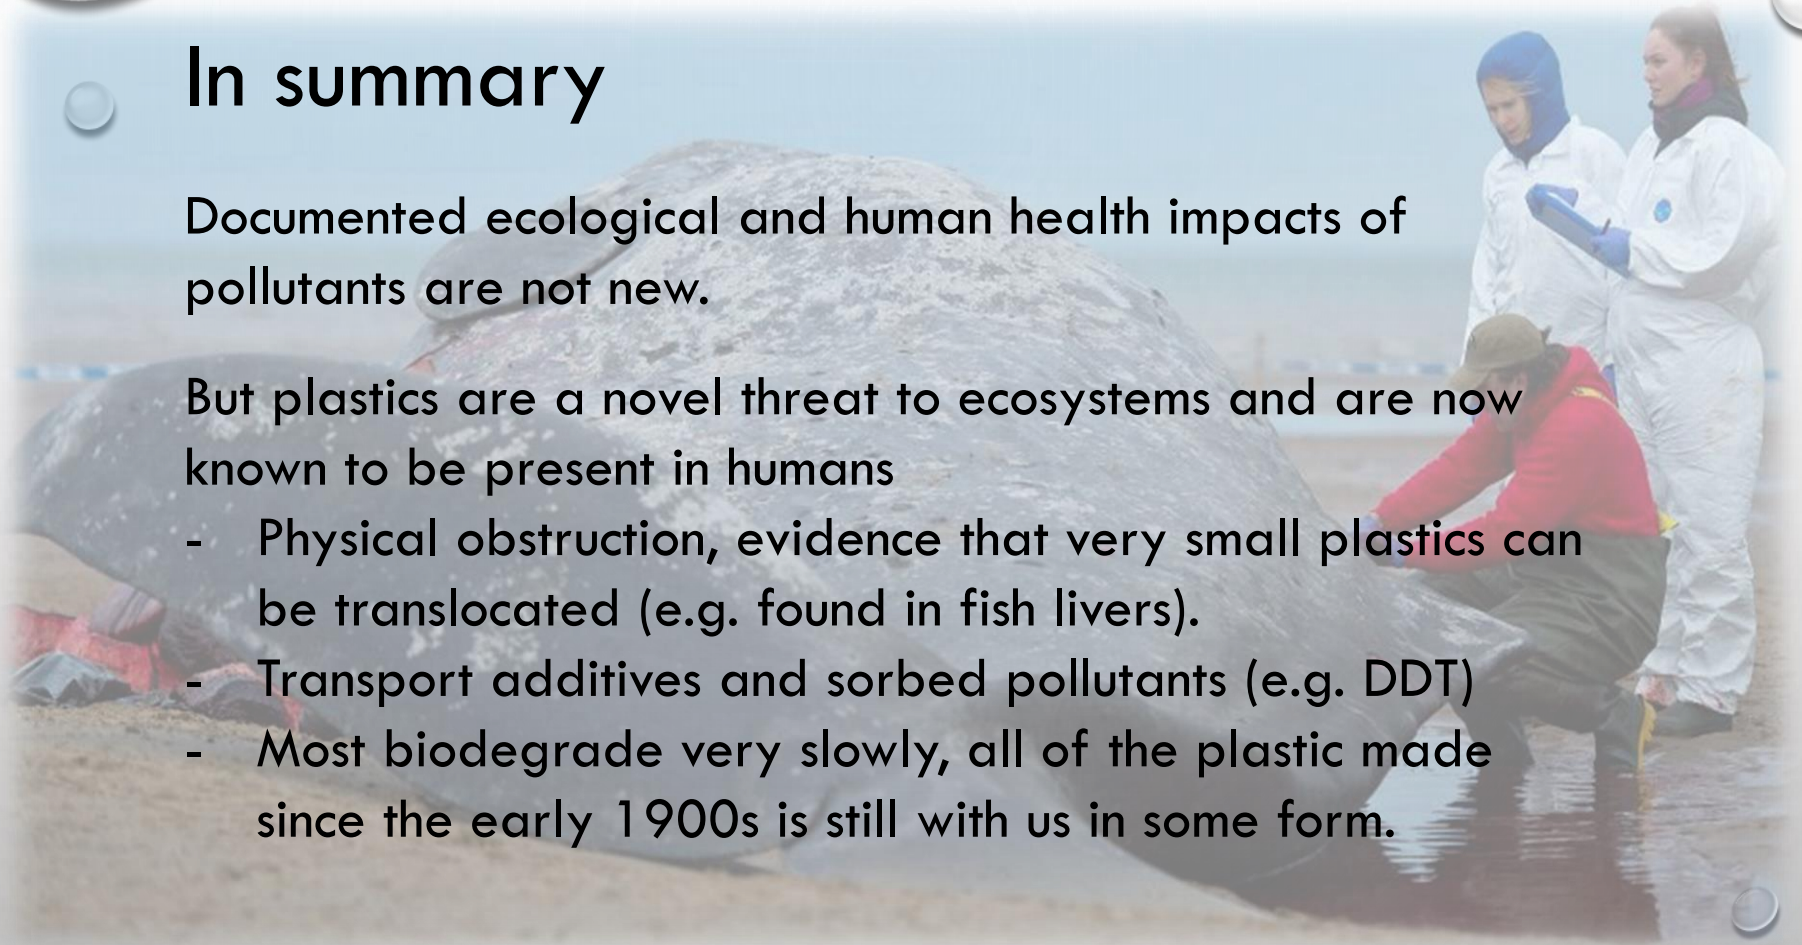 In summary
Documented ecological and human health impacts of
pollutants are not new.
But plastics are a novel threat to ecosystems and are now
known to be present in humans
- Physical obstruction, evidence that very small plastics can
be translocated (e.g. found in fish livers).
- Transport additives and sorbed pollutants (e.g. DDT)
- Most biodegrade very slowly, all of the plastic made
since the early 1900s is still with us in some form.